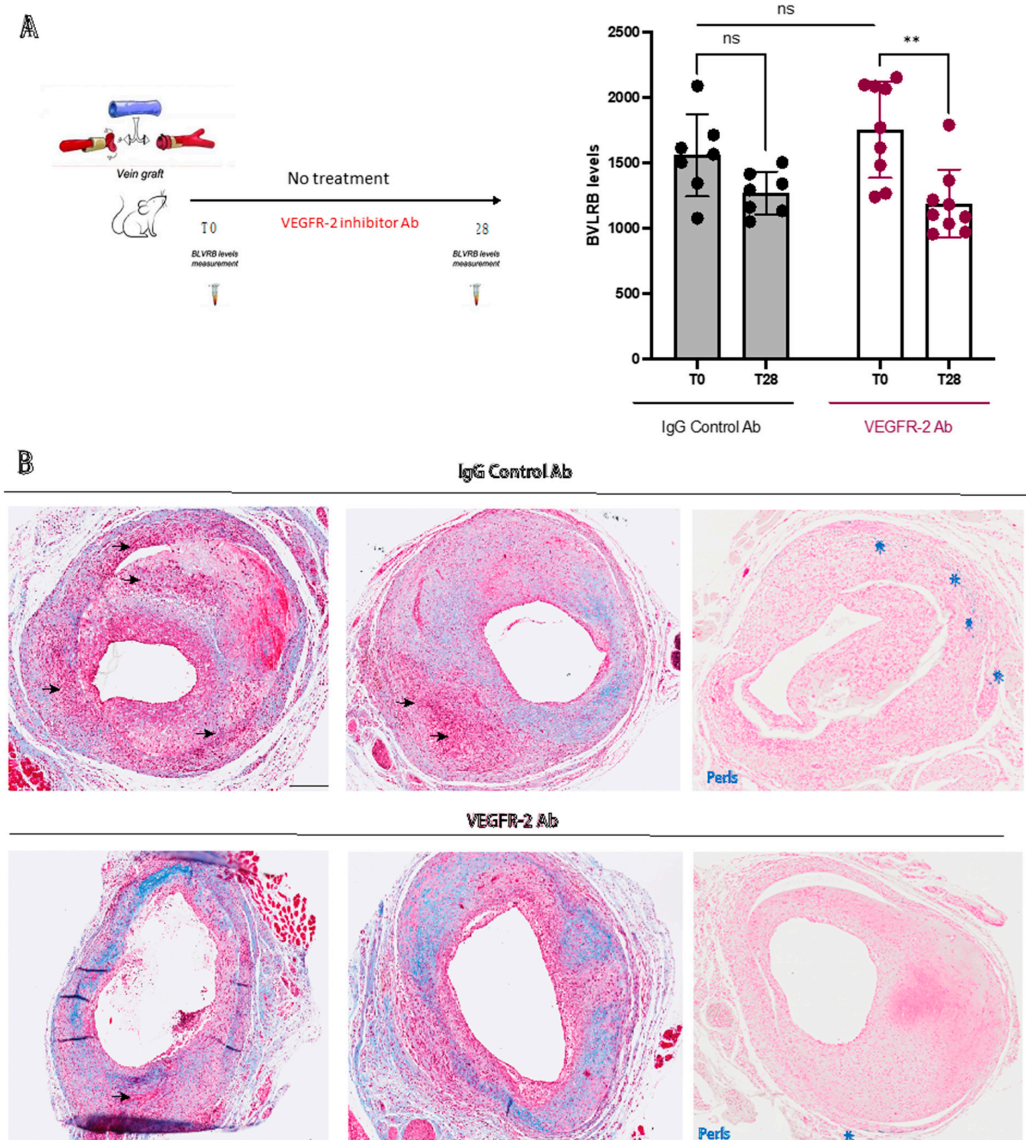 A
Vein graft
No treatment
VEGFR-2 inhibitor Ab
T0
28
BLVRB levels
measurement
BLVRB levels
measurement
ns
ns
**
2500
2000
1500
1000
500
0
BVLRB levels
T0
T28
T0
T28
IgG Control Ab
VEGFR-2 Ab
B
IgG Control Ab
Perls
VEGFR-2 Ab
Perls